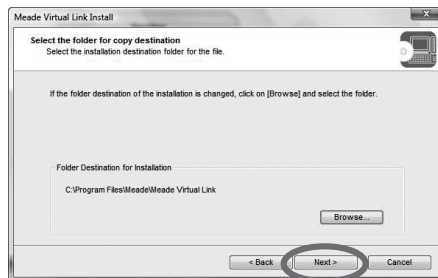 Meade Virtual Link Install
Select the folder for copy destination
Select the installation destination folder for the file.
If the folder destination of the installation is changed, click on [Browse] and select the folder.
Folder Destination for Installation
C:\Program Files\Meade\Meade Virtual Link
Browse...
< Back
Next >
Cancel